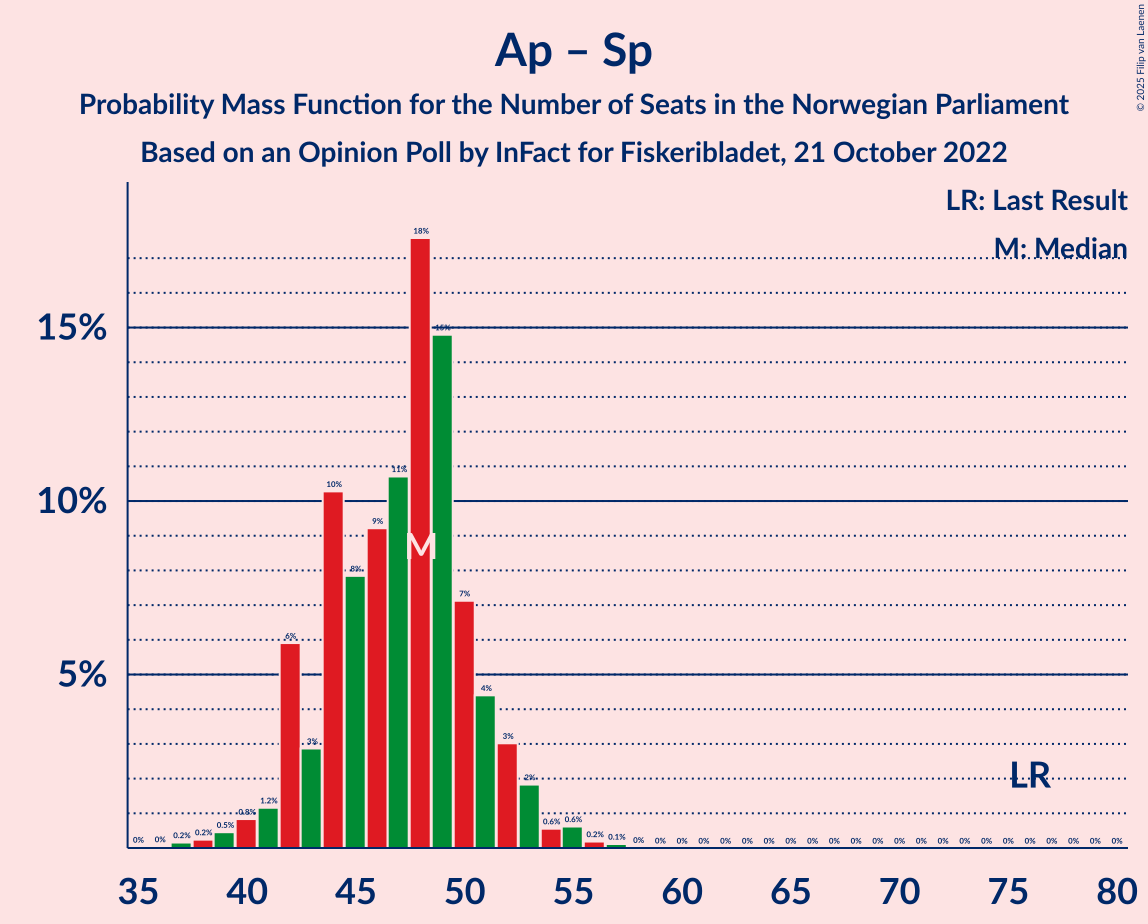 Ap – Sp
Probability Mass Function for the Number of Seats in the Norwegian Parliament
Based on an Opinion Poll by InFact for Fiskeribladet, 21 October 2022
© 2025 Filip van Laenen
LR: Last Result
M: Median
15%
10%
5%
0% 0% 0.2% 0.2% 0.5% 0.8% 1.2% 6% 3% 10% 8% 9% 11% 18% 15% 7% 4% 3% 2% 0.6% 0.6% 0.2% 0.1% 0% 0% 0% 0% 0% 0% 0% 0% 0% 0% 0% 0% 0% 0% 0% 0% 0% 0% 0% 0% 0% 0% 0%
M
LR
35 40 45 50 55 60 65 70 75 80